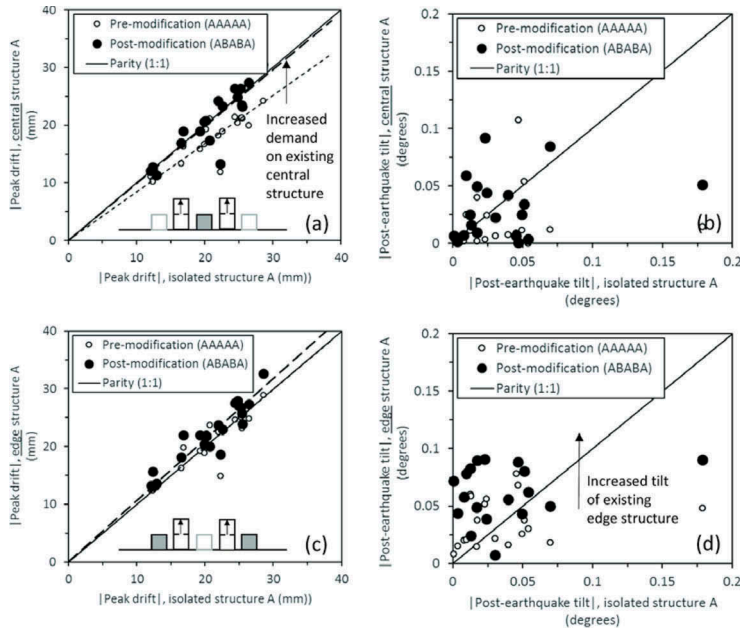 |Peak drift|, central structure A
(mm)
40
30
20
10
0
Pre-modification (AAAAA)
Post-modification (ABABA)
Parity (1:1)
Increased
demand
on existing
central
structure
(a)
0 10 20 30 40
|Peak drift|, isolated structure A (mm))
|Post-earthquake tilt|, central structure A
(degrees)
0.2
0.15
0.1
0.05
0
Pre-modification (AAAAA)
Post-modification (ABABA)
Parity (1:1)
(b)
0 0.05 0.1 0.15 0.2
|Post-earthquake tilt|, isolated structure A
(degrees)
|Peak drift|, edge structure A
(mm)
40
30
20
10
0
Pre-modification (AAAAA)
Post-modification (ABABA)
Parity (1:1)
(c)
0 10 20 30 40
|Peak drift|, isolated structure A (mm))
|Post-earthquake tilt|, edge structure A
(degrees)
0.2
0.15
0.1
0.05
0
Pre-modification (AAAAA)
Post-modification (ABABA)
Parity (1:1)
Increased tilt
of existing
edge structure
(d)
0 0.05 0.1 0.15 0.2
|Post-earthquake tilt|, isolated structure A
(degrees)